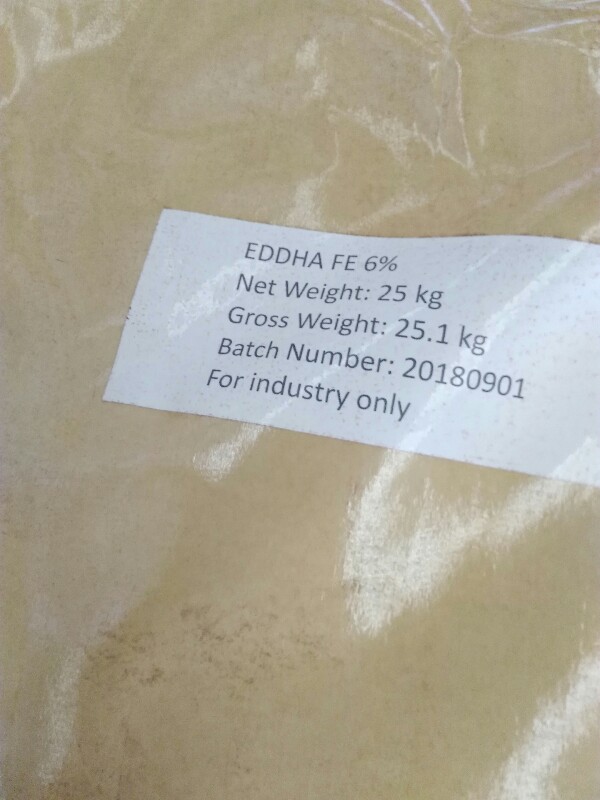 EDDHA FE 6%
Net Weight: 25 kg
Gross Weight: 25.1 kg
Batch Number: 20180901
For industry only